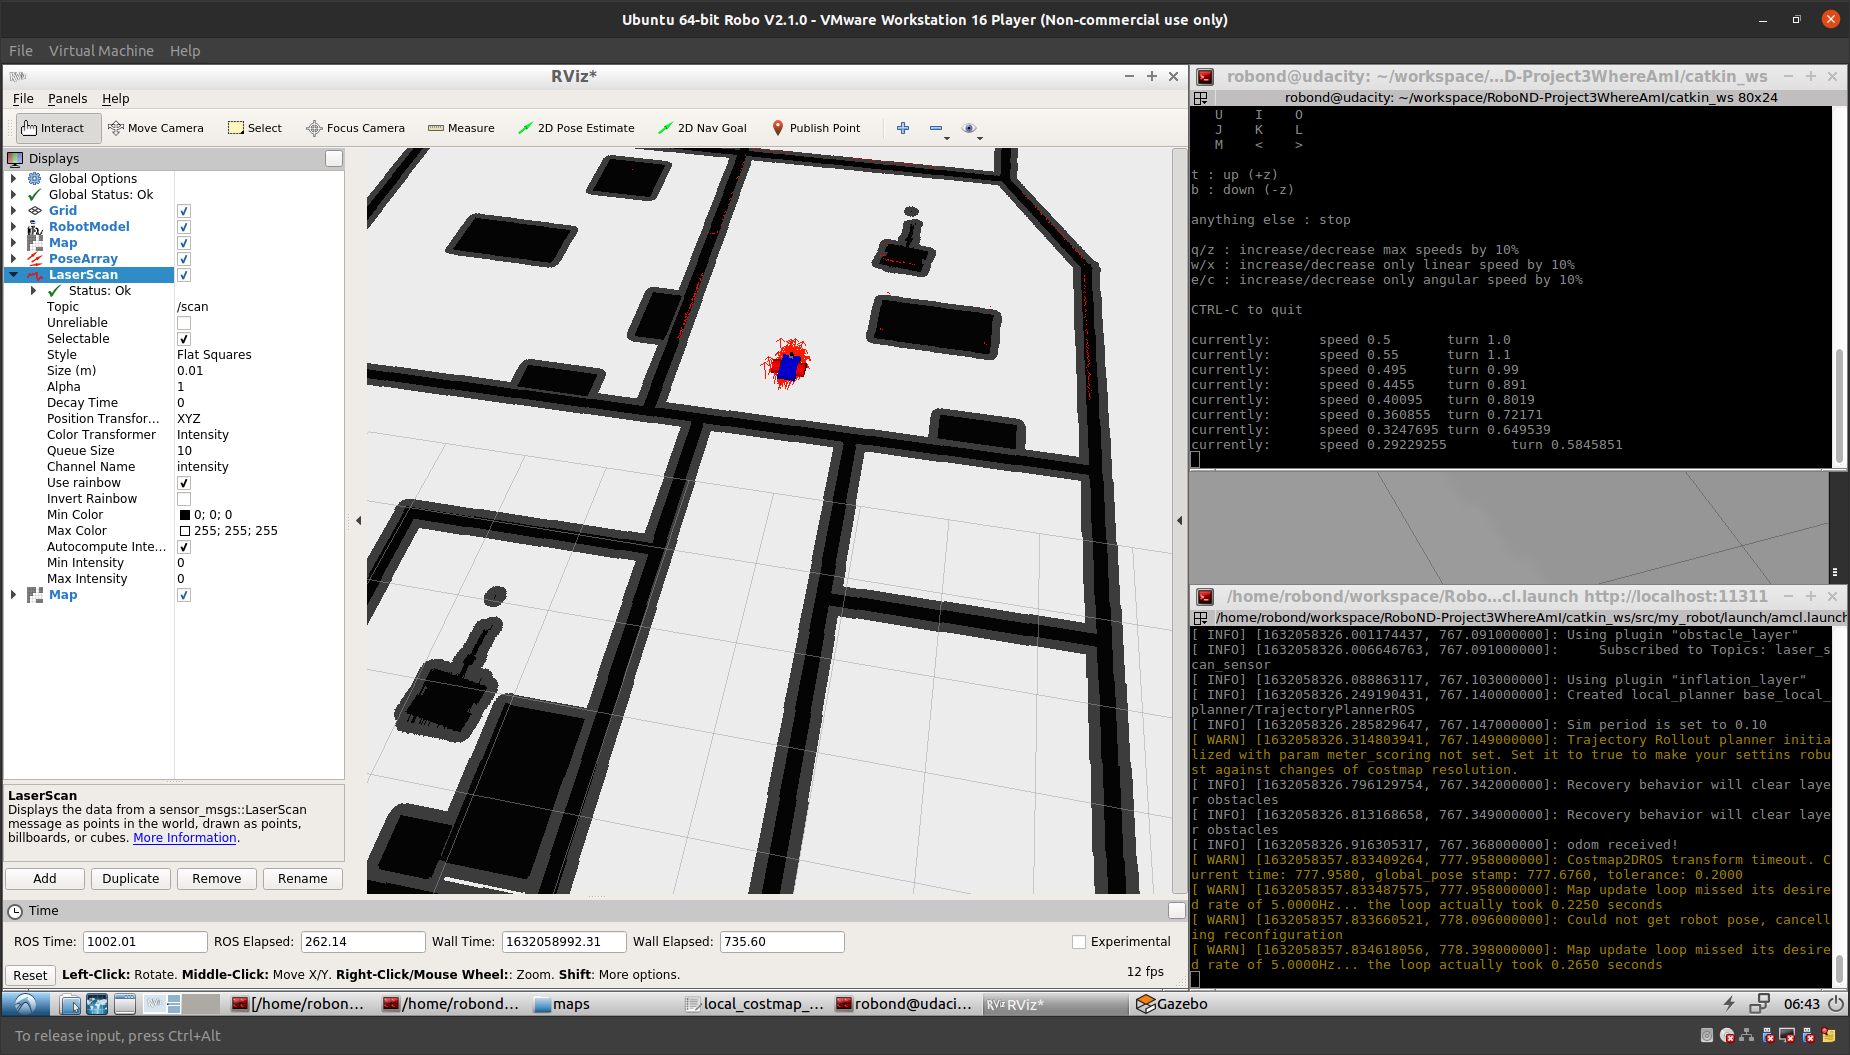 Ubuntu 64-bit Robo V2.1.0 - VMware Workstation 16 Player (Non-commercial use only)
File Virtual Machine Help
RViz*
File Panels Help
Interact Move Camera Select Focus Camera Measure 2D Pose Estimate 2D Nav Goal Publish Point
Displays
Global Options
Global Status: Ok
Grid
RobotModel
Map
PoseArray
LaserScan
Status: Ok
Topic /scan
Unreliable
Selectable
Style Flat Squares
Size (m) 0.01
Alpha 1
Decay Time 0
Position Transfor... XYZ
Color Transformer Intensity
Queue Size 10
Channel Name intensity
Use rainbow
Invert Rainbow
Min Color 0; 0; 0
Max Color 255; 255; 255
Autocompute Inte...
Min Intensity 0
Max Intensity 0
Map
LaserScan
Displays the data from a sensor_msgs::LaserScan
message as points in the world, drawn as points,
billboards, or cubes. More Information.
Add Duplicate Remove Rename
Time
ROS Time: 1002.01 ROS Elapsed: 262.14 Wall Time: 1632058992.31 Wall Elapsed: 735.60 Experimental
Reset Left-Click: Rotate. Middle-Click: Move X/Y. Right-Click/Mouse Wheel:: Zoom. Shift: More options. 12 fps
robond@udacity: ~/workspace/...D-Project3WhereAmI/catkin_ws
robond@udacity: ~/workspace/RoboND-Project3WhereAmI/catkin_ws 80x24
U I O
J K L
M < >
t : up (+z)
b : down (-z)
anything else : stop
q/z : increase/decrease max speeds by 10%
w/x : increase/decrease only linear speed by 10%
e/c : increase/decrease only angular speed by 10%
CTRL-C to quit
currently: speed 0.5 turn 1.0
currently: speed 0.55 turn 1.1
currently: speed 0.495 turn 0.99
currently: speed 0.4455 turn 0.891
currently: speed 0.40095 turn 0.8019
currently: speed 0.360855 turn 0.72171
currently: speed 0.3247695 turn 0.649539
currently: speed 0.29229255 turn 0.5845851
/home/robond/workspace/Robo...cl.launch http://localhost:11311
/home/robond/workspace/RoboND-Project3WhereAmI/catkin_ws/src/my_robot/launch/amcl.launch
[ INFO] [1632058326.001174437, 767.091000000]: Using plugin "obstacle_layer"
[ INFO] [1632058326.006646763, 767.091000000]: Subscribed to Topics: laser_s
can_sensor
[ INFO] [1632058326.088863117, 767.103000000]: Using plugin "inflation_layer"
[ INFO] [1632058326.249190431, 767.140000000]: Created local_planner base_local_
planner/TrajectoryPlannerROS
[ INFO] [1632058326.285829647, 767.147000000]: Sim period is set to 0.10
[ WARN] [1632058326.314803941, 767.149000000]: Trajectory Rollout planner initia
lized with param meter_scoring not set. Set it to true to make your settins robu
st against changes of costmap resolution.
[ INFO] [1632058326.796129754, 767.342000000]: Recovery behavior will clear laye
r obstacles
[ INFO] [1632058326.813168658, 767.349000000]: Recovery behavior will clear laye
r obstacles
[ INFO] [1632058326.916305317, 767.368000000]: odom received!
[ WARN] [1632058357.833409264, 777.958000000]: Costmap2DROS transform timeout. C
urrent time: 777.9580, global_pose stamp: 777.6760, tolerance: 0.2000
[ WARN] [1632058357.833487575, 777.958000000]: Map update loop missed its desire
d rate of 5.0000Hz... the loop actually took 0.2250 seconds
[ WARN] [1632058357.833660521, 778.096000000]: Could not get robot pose, cancell
ing reconfiguration
[ WARN] [1632058357.834618056, 778.398000000]: Map update loop missed its desire
d rate of 5.0000Hz... the loop actually took 0.2650 seconds
[/home/robon... /home/robond... maps local_costmap_... robond@udaci... RViz* Gazebo 06:43
To release input, press Ctrl+Alt